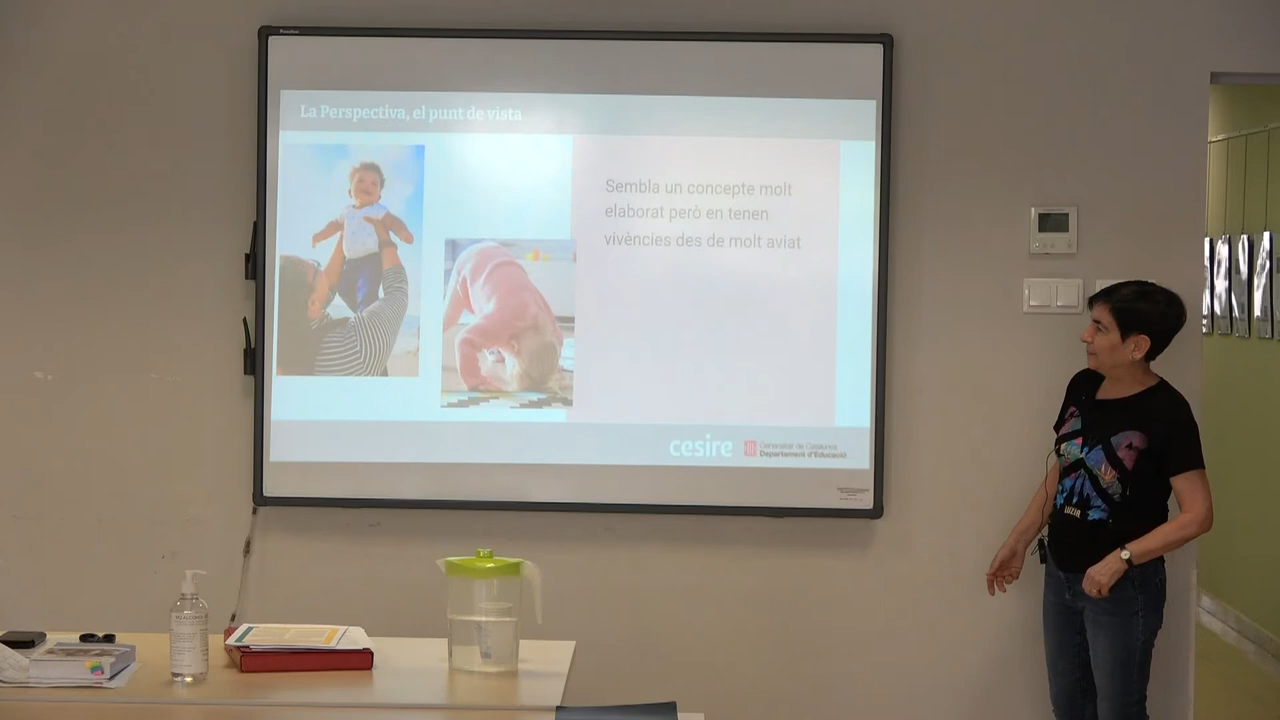 La Perspectiva, el punt de vista
Sembla un concepte molt
elaborat però en tenen
vivències des de molt aviat
cesire
Generalitat de Catalunya
Departament d'Educació
LUZIR